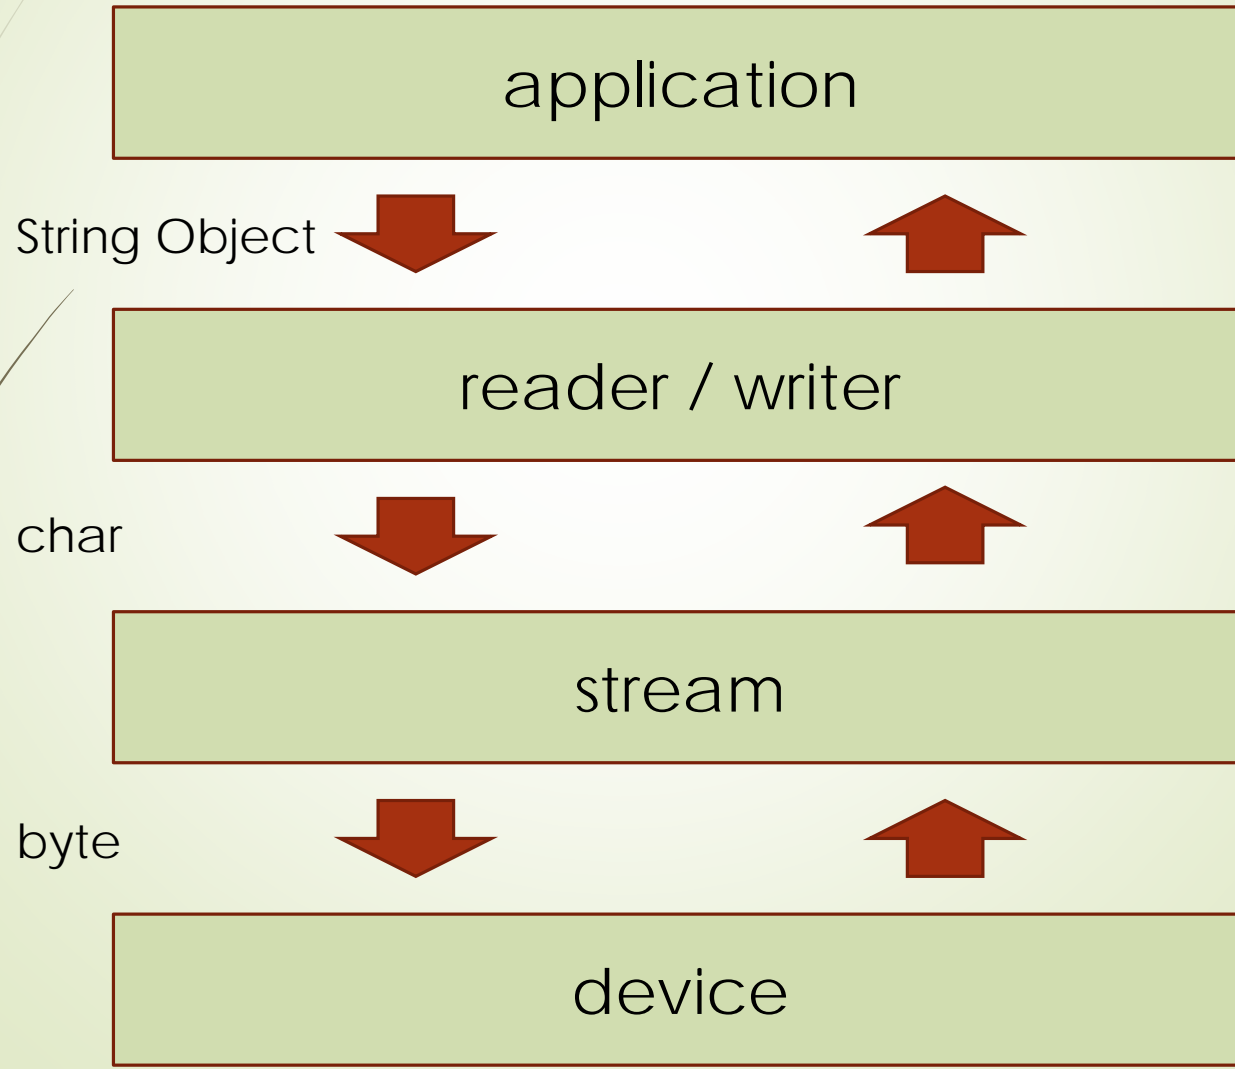 application
String Object
reader / writer
char
stream
byte
device